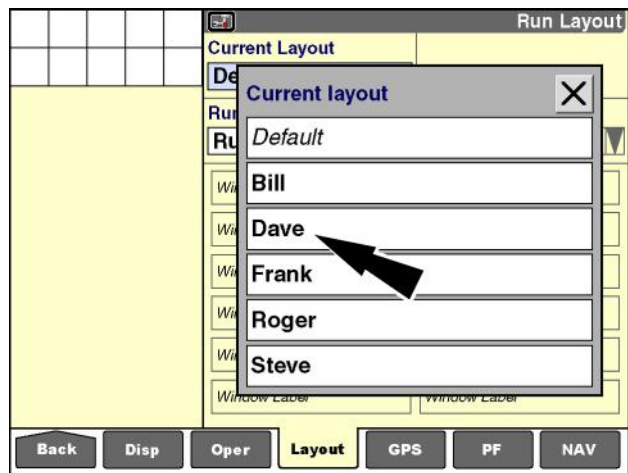 Run Layout
Current Layout
De
Current layout
Run
Ru
Default
Bill
Dave
Frank
Roger
Steve
Window Label
Window Label
Back Disp Oper Layout GPS PF NAV